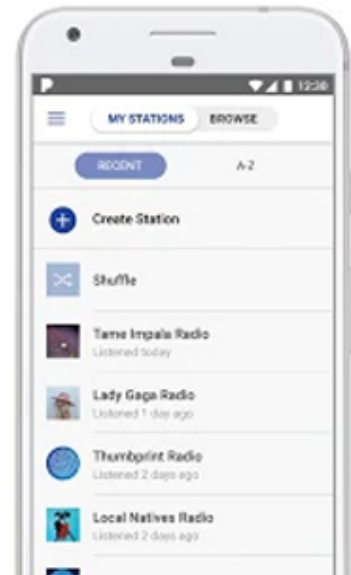 12:30
MY STATIONS BROWSE
RECENT A-Z
Create Station
Shuffle
Tame Impala Radio
Listened today
Lady Gaga Radio
Listened 1 day ago
Thumbprint Radio
Listened 2 days ago
Local Natives Radio
Listened 2 days ago